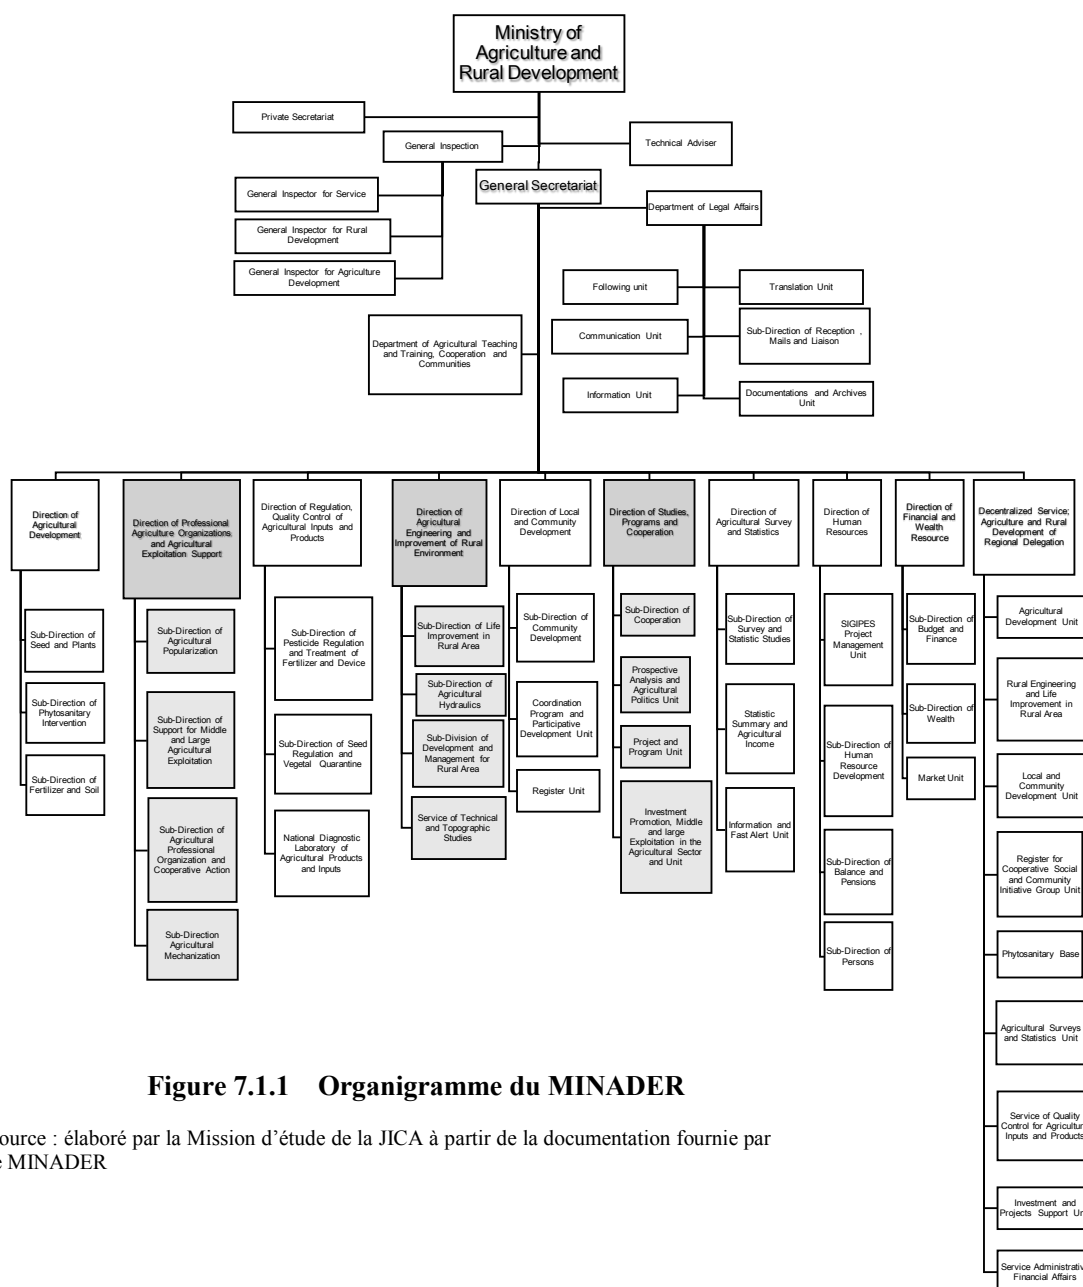 Ministry of
Agriculture and
Rural Development
Private Secretariat
General Inspection
Technical Adviser
General Secretariat
General Inspector for Service
Department of Legal Affairs
General Inspector for Rural
Development
General Inspector for Agriculture
Development
Following unit
Translation Unit
Communication Unit
Sub-Direction of Reception ,
Mails and Liaison
Department of Agricultural Teaching
and Training, Cooperation and
Communities
Information Unit
Documentations and Archives
Unit
Direction of
Agricultural
Development
Sub-Direction of
Seed and Plants
Sub-Direction of
Phytosanitary
Intervention
Sub-Direction of
Fertilizer and Soil
Direction of Professional
Agriculture Organizations
and Agricultural
Exploitation Support
Sub-Direction of
Agricultural
Popularization
Sub-Direction of
Support for Middle
and Large
Agricultural
Exploitation
Sub-Direction of
Agricultural
Professional
Organization and
Cooperative Action
Sub-Direction
Agricultural
Mechanization
Direction of Regulation,
Quality Control of
Agricultural Inputs and
Products
Sub-Direction of
Pesticide Regulation
and Treatment of
Fertilizer and Device
Sub-Direction of Seed
Regulation and
Vegetal Quarantine
National Diagnostic
Laboratory of
Agricultural Products
and Inputs
Direction of
Agricultural
Engineering and
Improvement of Rural
Environment
Sub-Direction of Life
Improvement in
Rural Area
Sub-Direction of
Agricultural
Hydraulics
Sub-Division of
Development and
Management for
Rural Area
Service of Technical
and Topographic
Studies
Direction of Local
and Community
Development
Sub-Direction of
Community
Development
Coordination
Program and
Participative
Development Unit
Register Unit
Direction of Studies,
Programs and
Cooperation
Sub-Direction of
Cooperation
Prospective
Analysis and
Agricultural
Politics Unit
Project and
Program Unit
Investment
Promotion, Middle
and large
Exploitation in the
Agricultural Sector
and Unit
Direction of
Agricultural Survey
and Statistics
Sub-Direction of
Survey and
Statistic Studies
Statistic
Summary and
Agricultural
Income
Information and
Fast Alert Unit
Direction of
Human
Resources
SIGIPES
Project
Management
Unit
Sub-Direction of
Human
Resource
Development
Sub-Direction of
Balance and
Pensions
Sub-Direction of
Persons
Direction of
Financial and
Wealth
Resource
Sub-Direction of
Budget and
Finance
Sub-Direction of
Wealth
Market Unit
Decentralized Service;
Agriculture and Rural
Development of
Regional Delegation
Agricultural
Development Unit
Rural Engineering
and Life
Improvement in
Rural Area
Local and
Community
Development Unit
Register for
Cooperative Social
and Community
Initiative Group Unit
Phytosanitary Base
Agricultural Surveys
and Statistics Unit
Service of Quality
Control for Agricultur
Inputs and Products
Investment and
Projects Support Un
Service Administrativ
Financial Affairs
Figure 7.1.1 Organigramme du MINADER
ource : élaboré par la Mission d'étude de la JICA à partir de la documentation fournie par
e MINADER